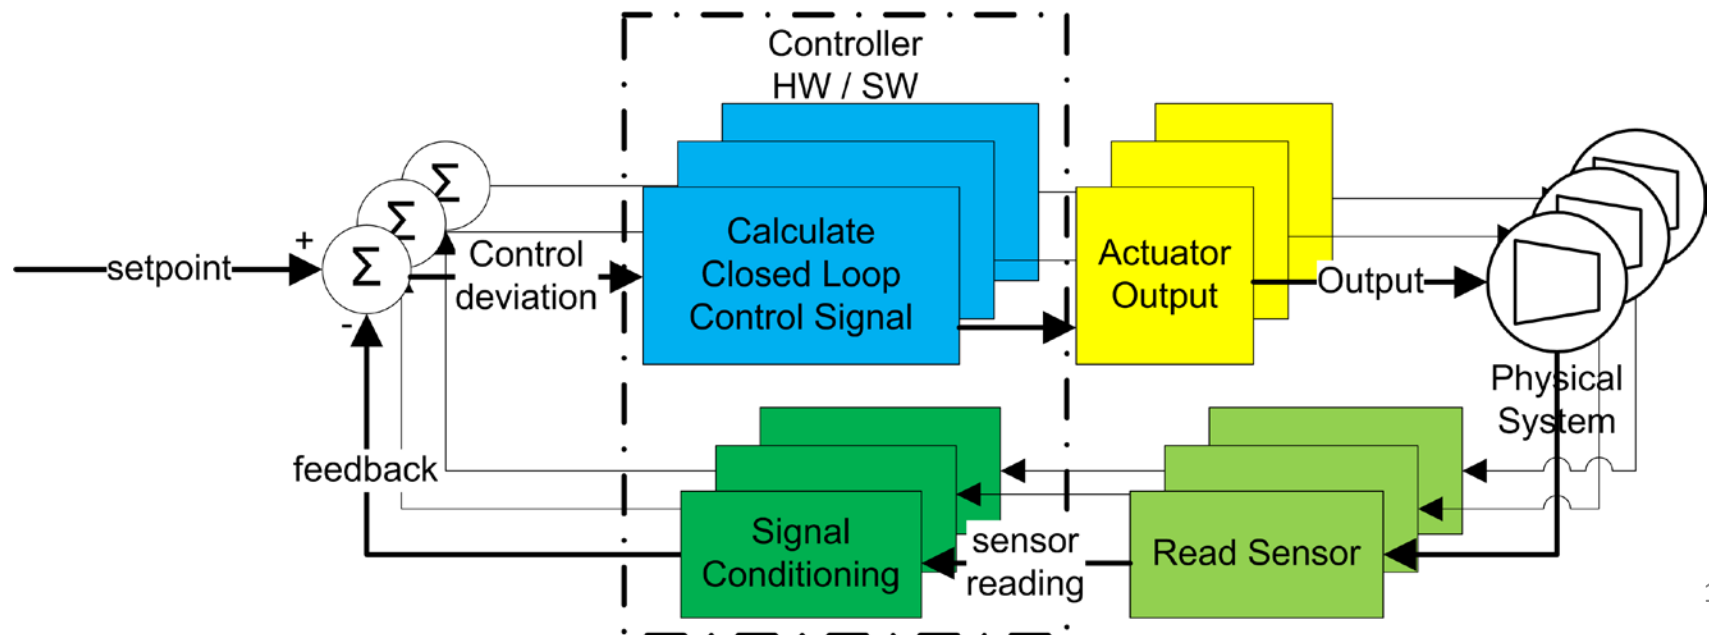 Controller
HW / SW
Σ
Σ
Σ
+
setpoint
-
Control
deviation
Calculate
Closed Loop
Control Signal
Actuator
Output
Output
Physical
System
feedback
Signal
Conditioning
sensor
reading
Read Sensor